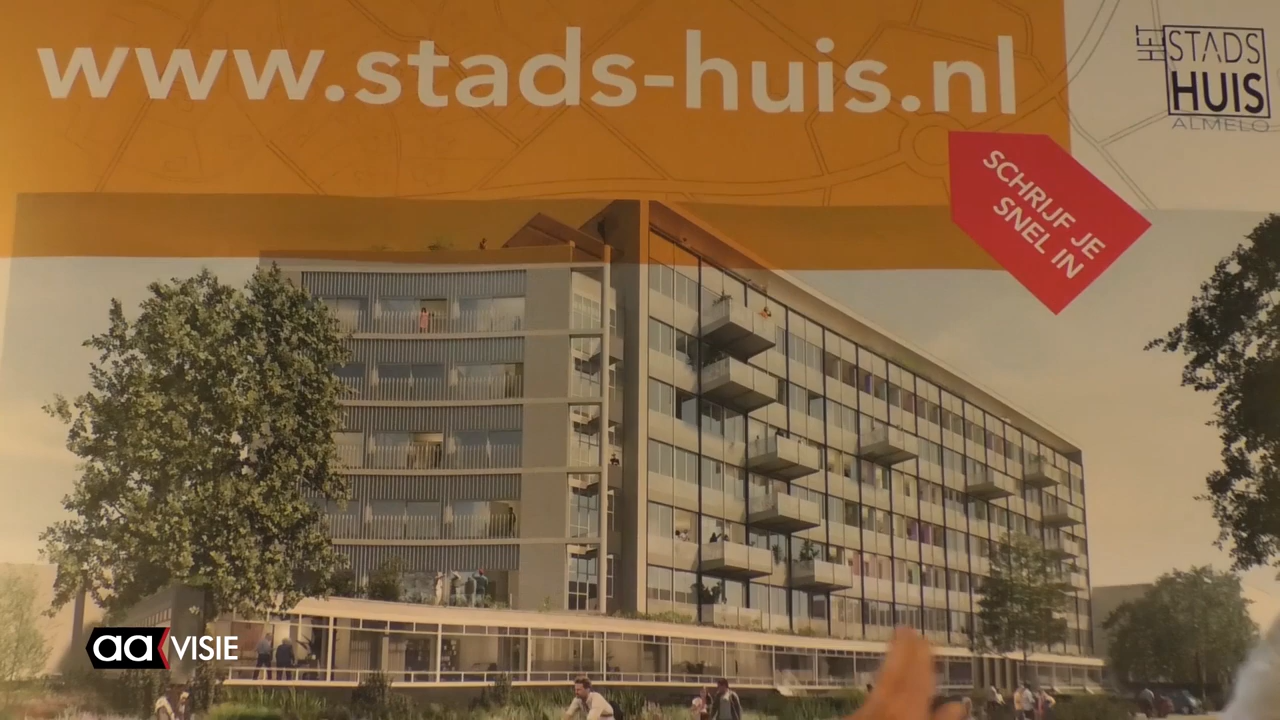 www.stads-huis.nl
HET
STADS
HUIS
ALMELO
SCHRIJF JE
SNEL IN
aa VISIE